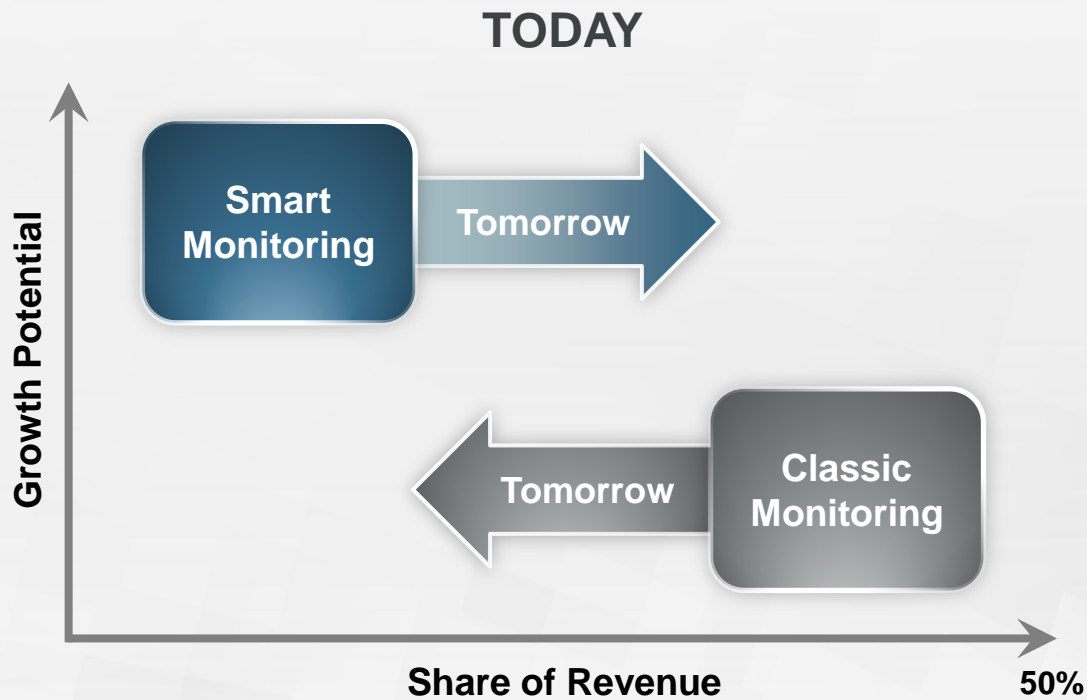 TODAY
Growth Potential
Smart
Monitoring
Tomorrow
Tomorrow
Classic
Monitoring
Share of Revenue
50%